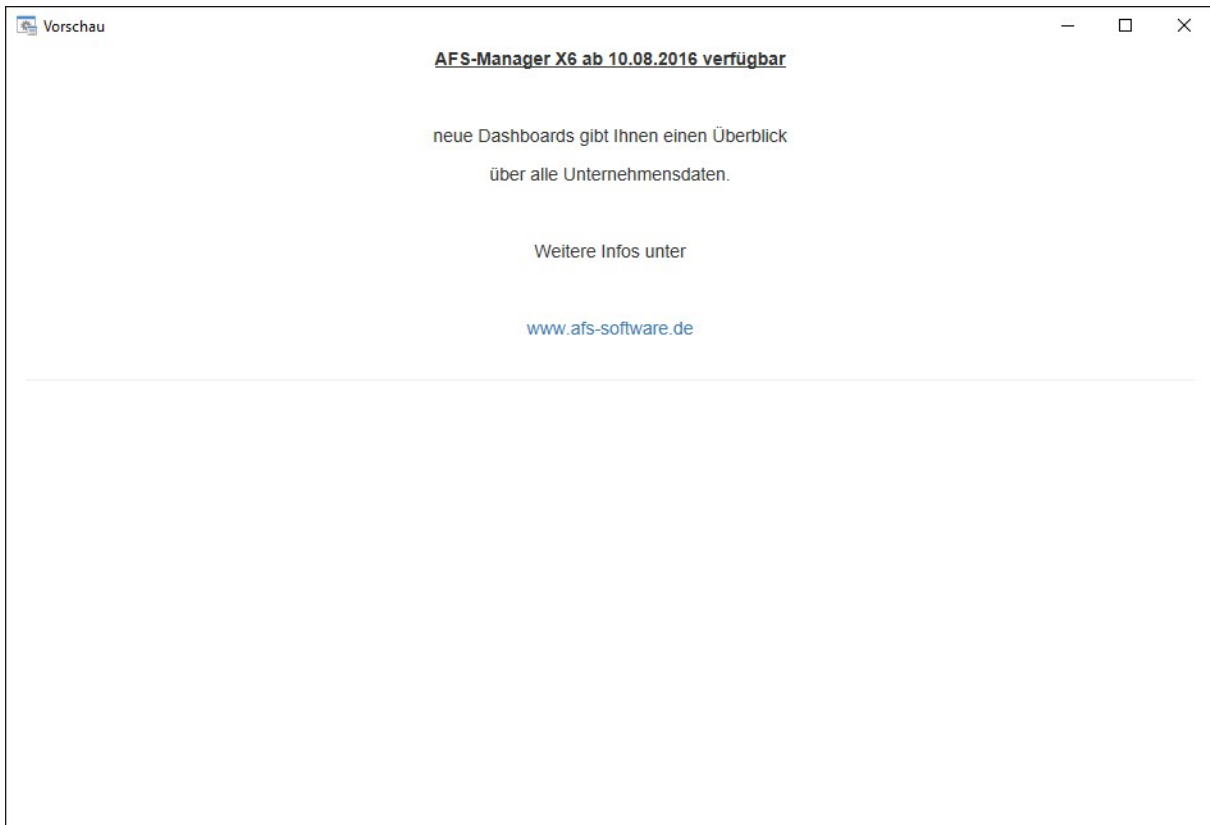 Vorschau
AFS-Manager X6 ab 10.08.2016 verfügbar
neue Dashboards gibt Ihnen einen Überblick
über alle Unternehmensdaten.
Weitere Infos unter
www.afs-software.de